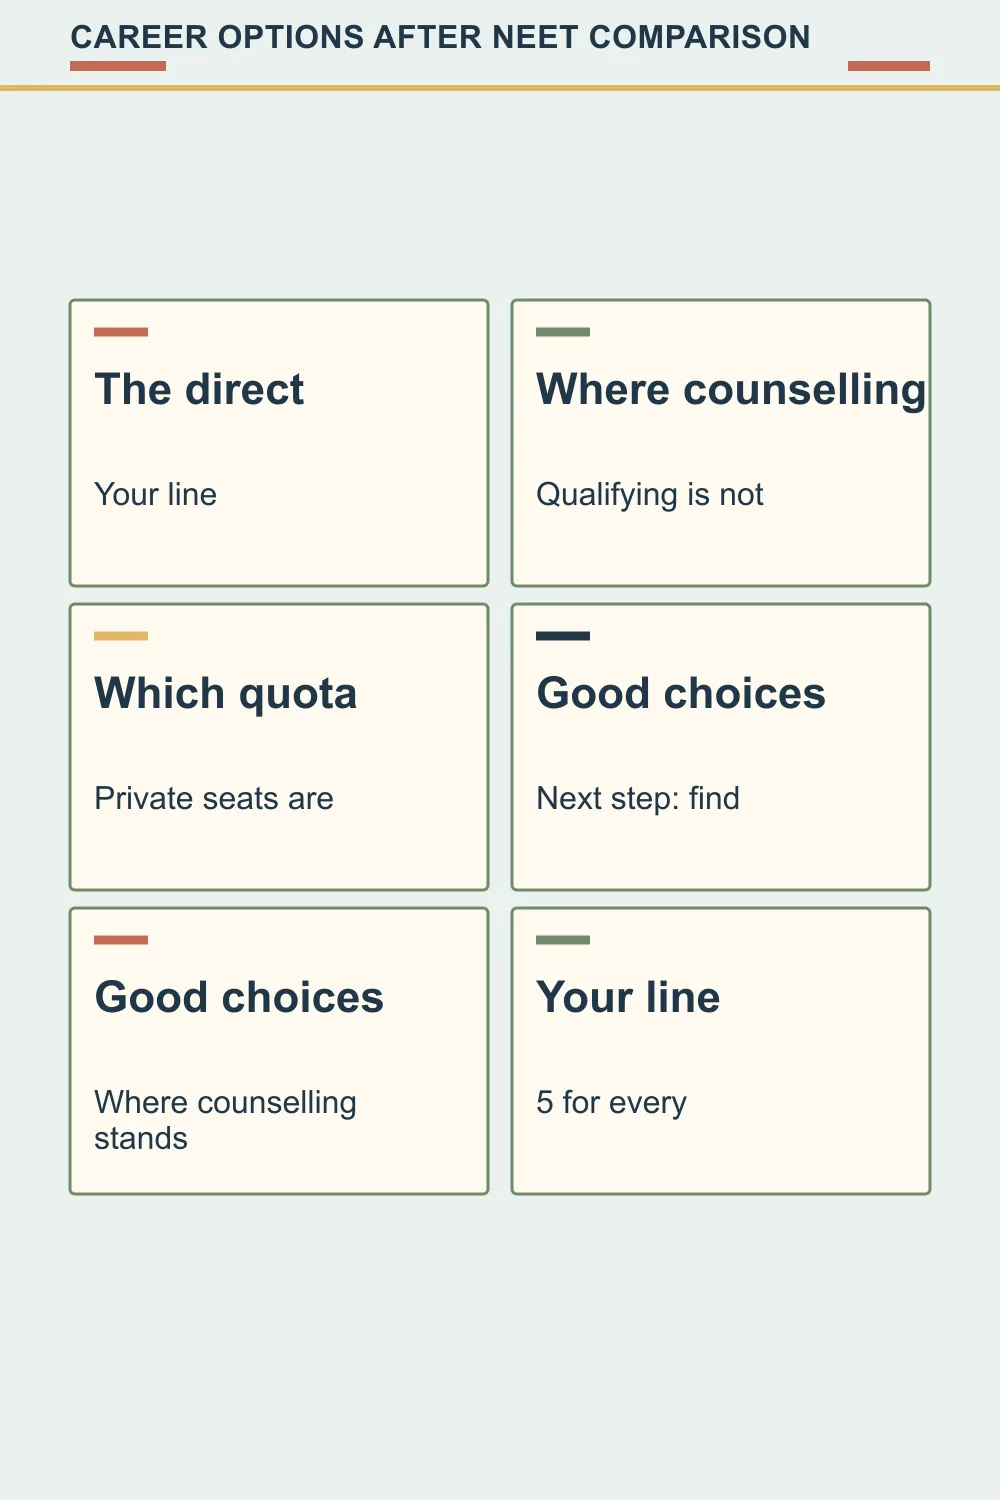 CAREER OPTIONS AFTER NEET COMPARISON
The direct
Your line
Where counselling
Qualifying is not
Which quota
Private seats are
Good choices
Next step: find
Good choices
Where counselling
stands
Your line
5 for every